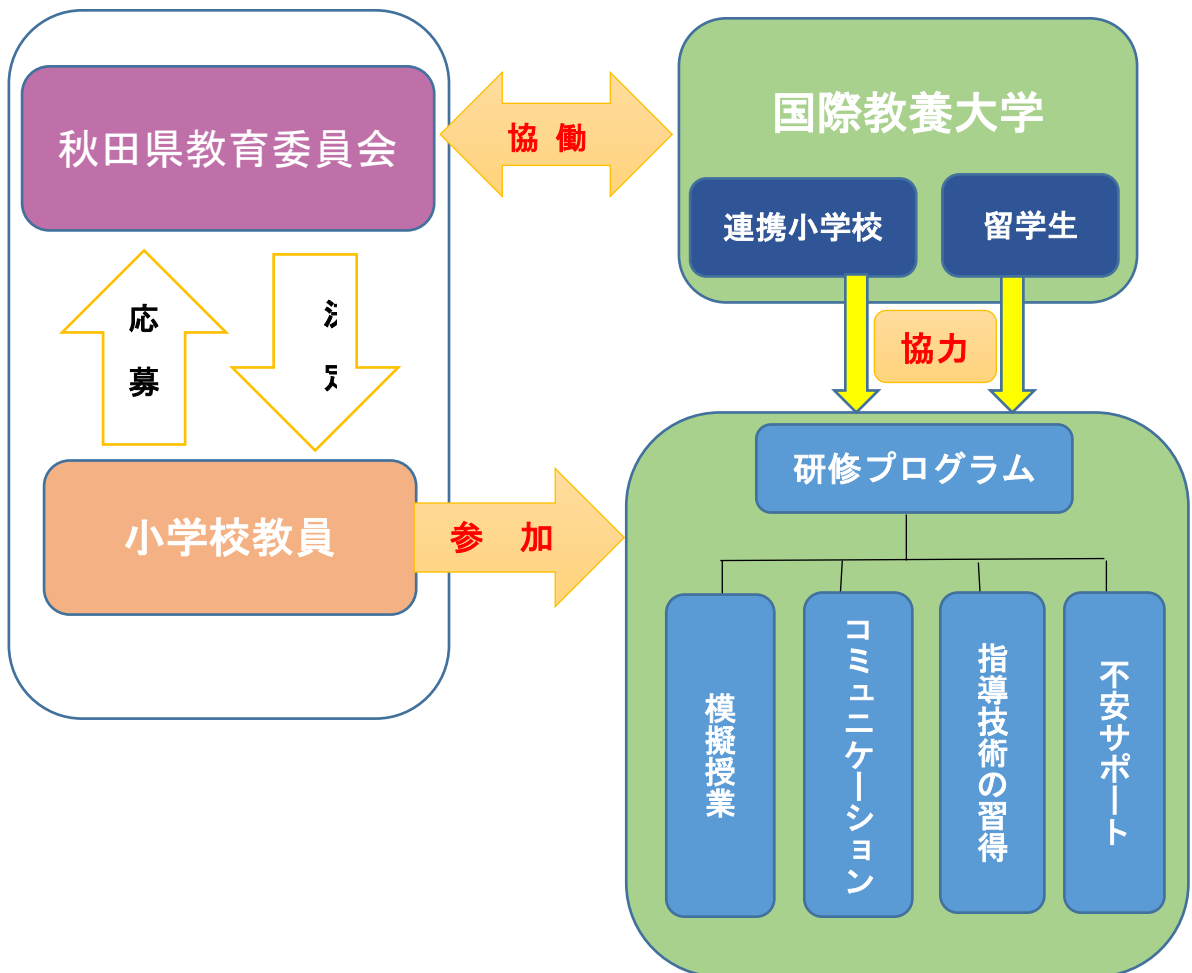 秋田県教育委員会
協 働
国際教養大学
連携小学校
留学生
応募
協力
小学校教員
参 加
研修プログラム
模擬授業
コミュニケーション
指導技術の習得
不安サポート